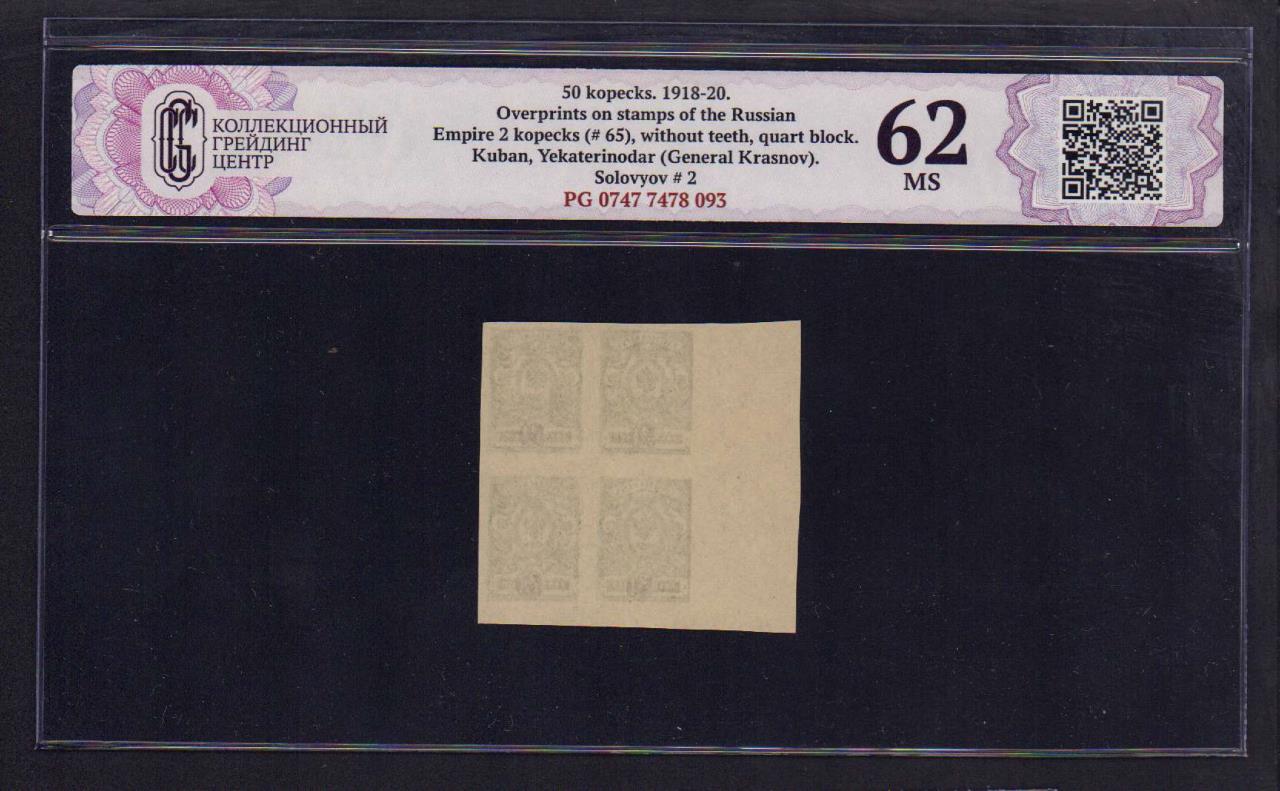 КОЛЛЕКЦИОННЫЙ
ГРЕЙДИНГ
ЦЕНТР
50 kopecks. 1918-20.
Overprints on stamps of the Russian
Empire 2 kopecks (# 65), without teeth, quart block.
Kuban, Yekaterinodar (General Krasnov).
Solovyov # 2
PG 0747 7478 093
62
MS